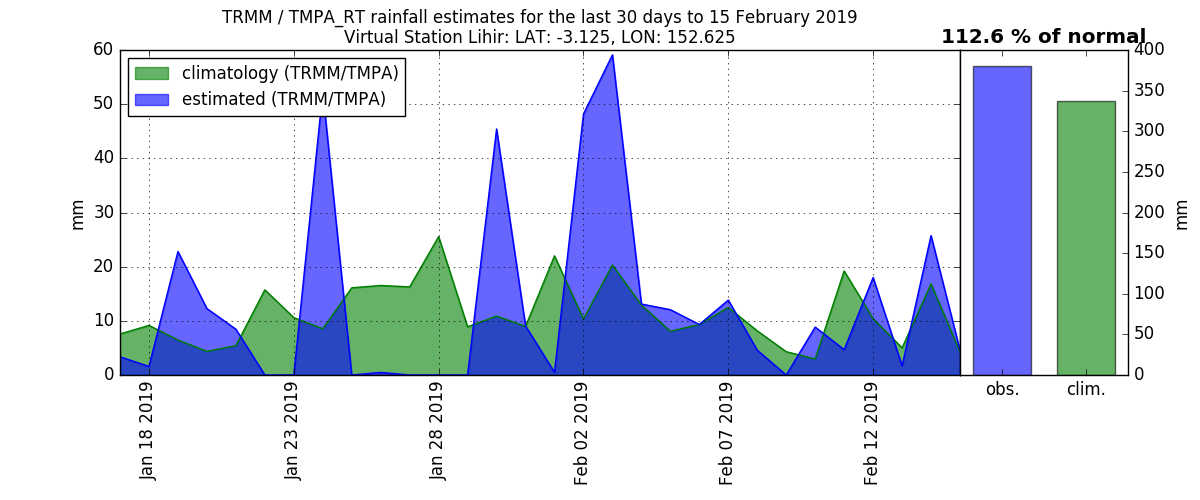 TRMM / TMPA_RT rainfall estimates for the last 30 days to 15 February 2019
Virtual Station Lihir: LAT: -3.125, LON: 152.625
112.6 % of normal
climatology (TRMM/TMPA)
estimated (TRMM/TMPA)
mm
60
50
40
30
20
10
0
Jan 18 2019
Jan 23 2019
Jan 28 2019
Feb 02 2019
Feb 07 2019
Feb 12 2019
obs.
clim.
400
350
300
250
200
150
100
50
0
mm